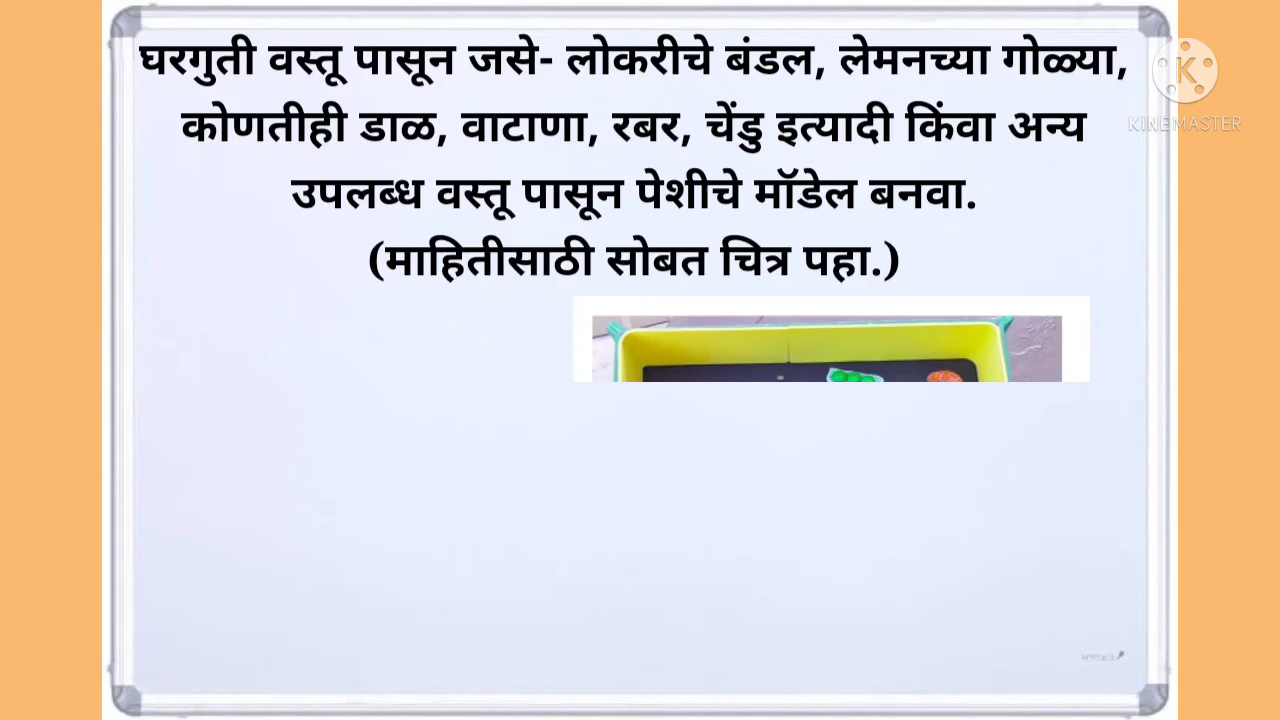 घरगुती वस्तू पासून जसे- लोकरीचे बंडल, लेमनच्या गोळ्या,
कोणतीही डाळ, वाटाणा, रबर, चेंडु इत्यादी किंवा अन्य
उपलब्ध वस्तू पासून पेशीचे मॉडेल बनवा.
(माहितीसाठी सोबत चित्र पहा.)
K
KINEMASTER